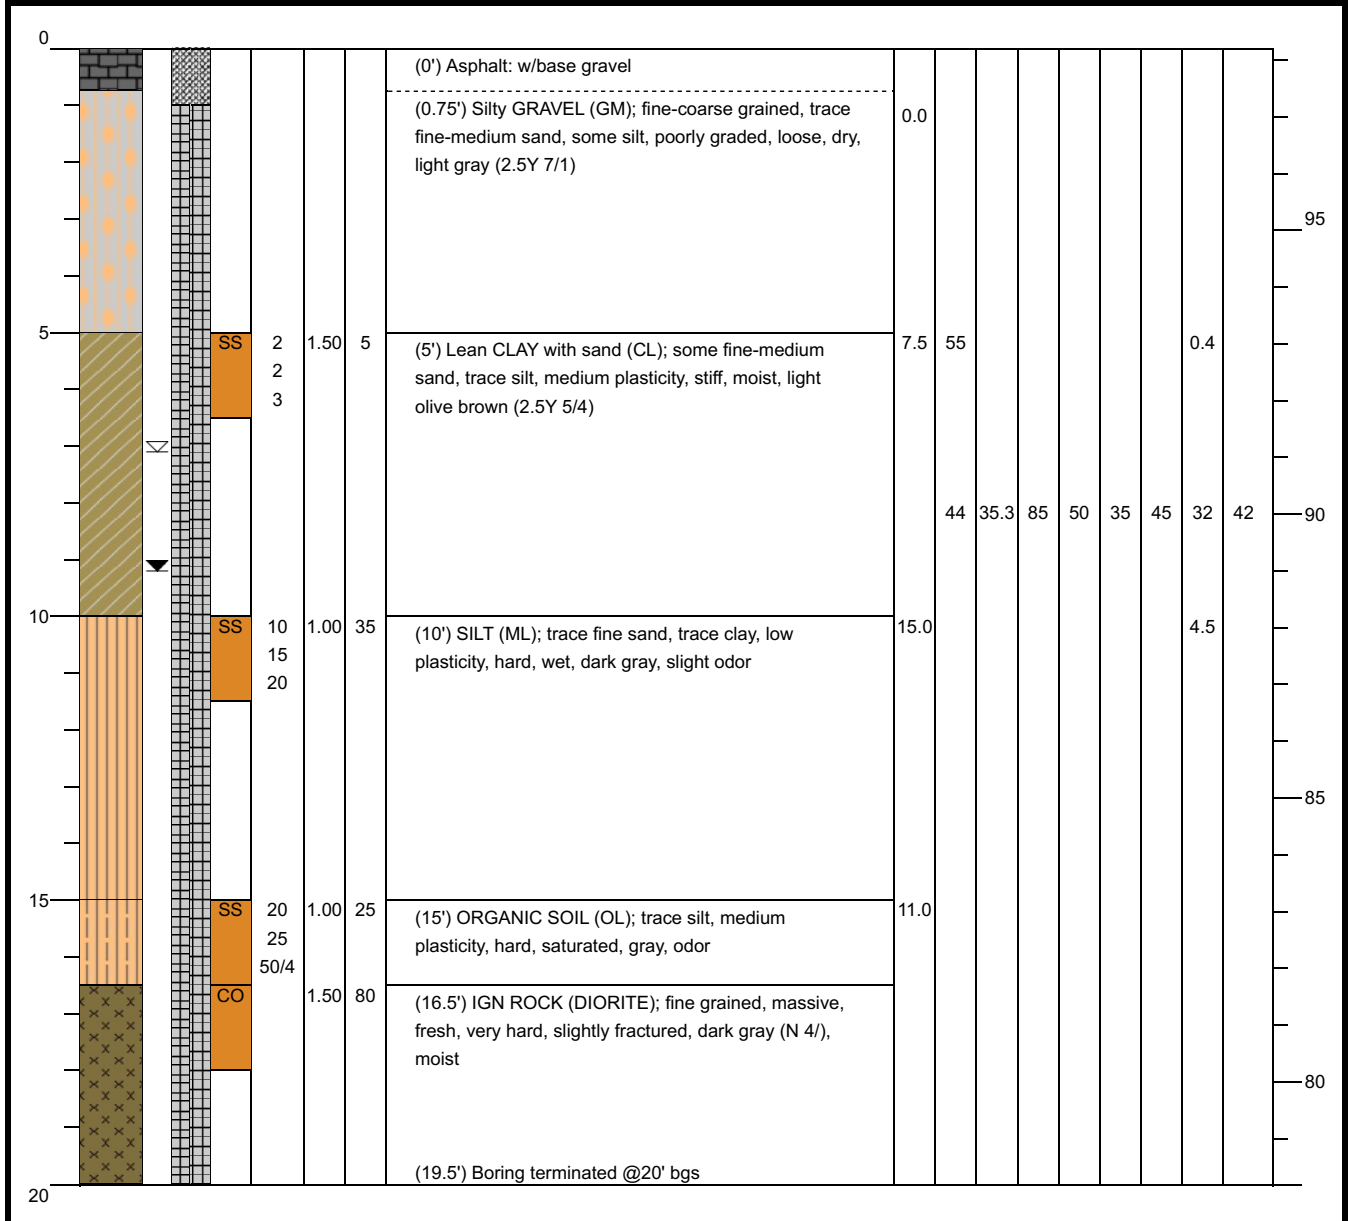 0
(0') Asphalt: w/base gravel
(0.75') Silty GRAVEL (GM); fine-coarse grained, trace
0.0
fine-medium sand, some silt, poorly graded, loose, dry,
light gray (2.5Y 7/1)
95
5 SS 2 1.50 5 (5') Lean CLAY with sand (CL); some fine-medium 7.5 55 0.4
2 sand, trace silt, medium plasticity, stiff, moist, light
3 olive brown (2.5Y 5/4)
44 35.3 85 50 35 45 32 42 90
10 SS 10 1.00 35 (10') SILT (ML); trace fine sand, trace clay, low 15.0 4.5
15 plasticity, hard, wet, dark gray, slight odor
20
85
15 SS 20 1.00 25 (15') ORGANIC SOIL (OL); trace silt, medium 11.0
25 plasticity, hard, saturated, gray, odor
50/4
CO 1.50 80 (16.5') IGN ROCK (DIORITE); fine grained, massive,
fresh, very hard, slightly fractured, dark gray (N 4/),
moist
80
(19.5') Boring terminated @20' bgs
20